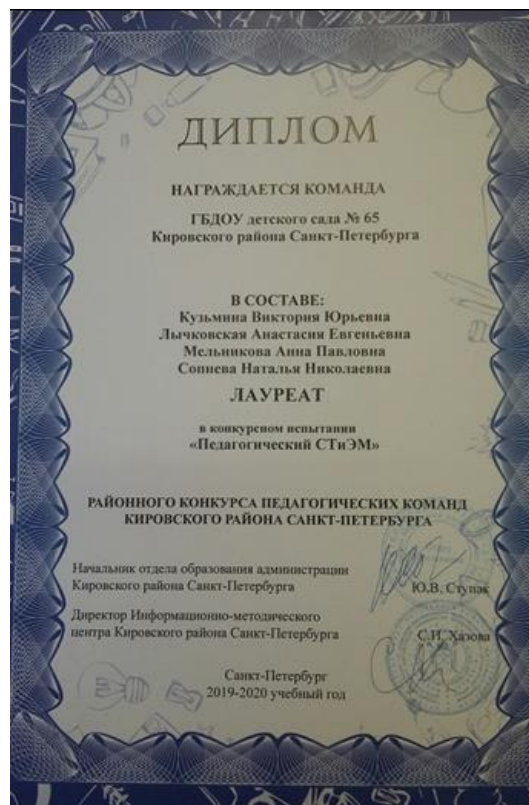 ДИПЛОМ
НАГРАЖДАЕТСЯ КОМАНДА
ГБДОУ детского сада № 65
Кировского района Санкт-Петербурга
В СОСТАВЕ:
Кузьмина Виктория Юрьевна
Лычковская Анастасия Евгеньевна
Мельникова Анна Павловна
Сопнева Наталья Николаевна
ЛАУРЕАТ
в конкурсном испытании
«Педагогический СТиЭМ»
РАЙОННОГО КОНКУРСА ПЕДАГОГИЧЕСКИХ КОМАНД
КИРОВСКОГО РАЙОНА САНКТ-ПЕТЕРБУРГА
Начальник отдела образования администрации
Кировского района Санкт-Петербурга Ю.В. Ступак
Директор Информационно-методического
центра Кировского района Санкт-Петербурга С.И. Хазова
Санкт-Петербург
2019-2020 учебный год